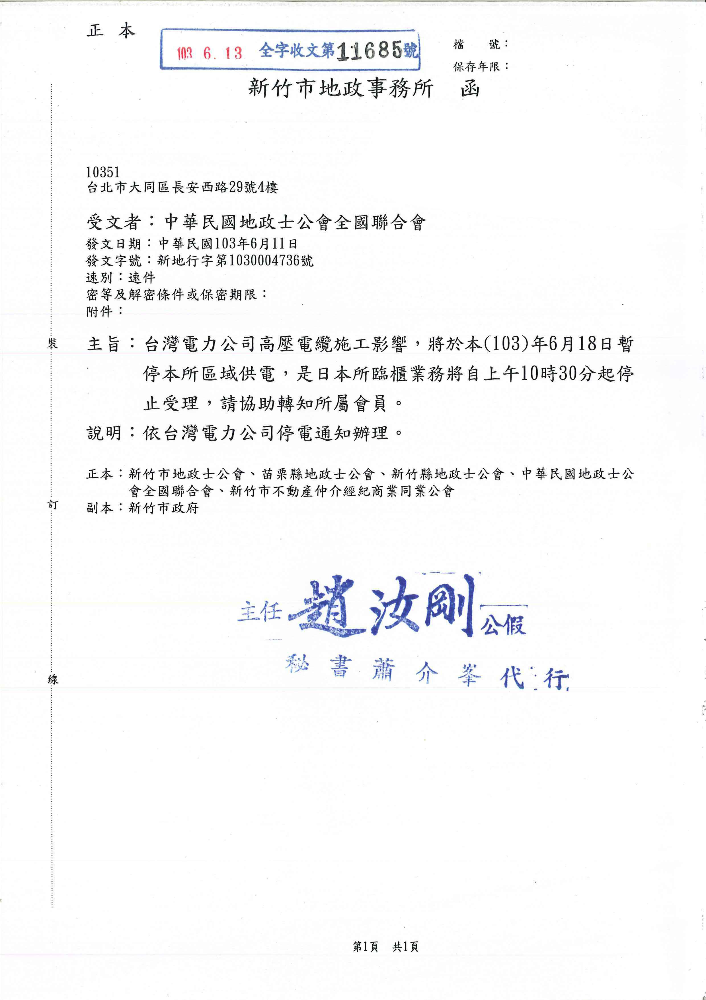 正本
103 6. 13 全字收文第11685號
檔　　號：
保存年限：
新竹市地政事務所　函
10351
台北市大同區長安西路29號4樓
受文者：中華民國地政士公會全國聯合會
發文日期：中華民國103年6月11日
發文字號：新地行字第1030004736號
速別：速件
密等及解密條件或保密期限：
附件：
主旨：台灣電力公司高壓電纜施工影響，將於本(103)年6月18日暫
停本所區域供電，是日本所臨櫃業務將自上午10時30分起停
止受理，請協助轉知所屬會員。
說明：依台灣電力公司停電通知辦理。
正本：新竹市地政士公會、苗栗縣地政士公會、新竹縣地政士公會、中華民國地政士公
會全國聯合會、新竹市不動產仲介經紀商業同業公會
副本：新竹市政府
主任 趙汝剛 公假
秘書蕭介峯代行
裝
訂
線
第1頁　共1頁